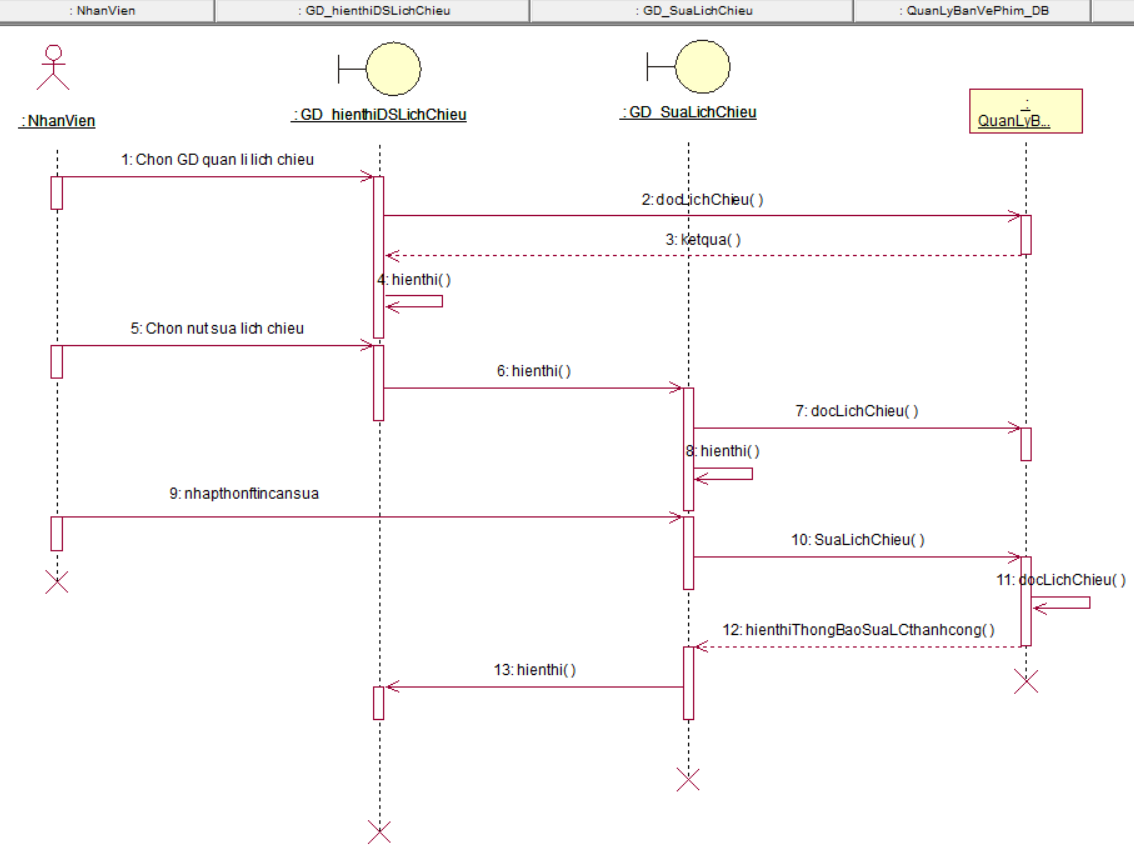 : NhanVien
: GD_hienthiDSLichChieu
: GD_SuaLichChieu
: QuanLyBanVePhim_DB
: NhanVien
: GD_hienthiDSLichChieu
: GD_SuaLichChieu
:
QuanLyB...
1: Chon GD quan li lich chieu
2: docLichChieu( )
3: ketqua( )
4: hienthi( )
5: Chon nut sua lich chieu
6: hienthi( )
7: docLichChieu( )
8: hienthi( )
9: nhapthonftincansua
10: SuaLichChieu( )
11: docLichChieu( )
12: hienthiThongBaoSuaLCthanhcong( )
13: hienthi( )